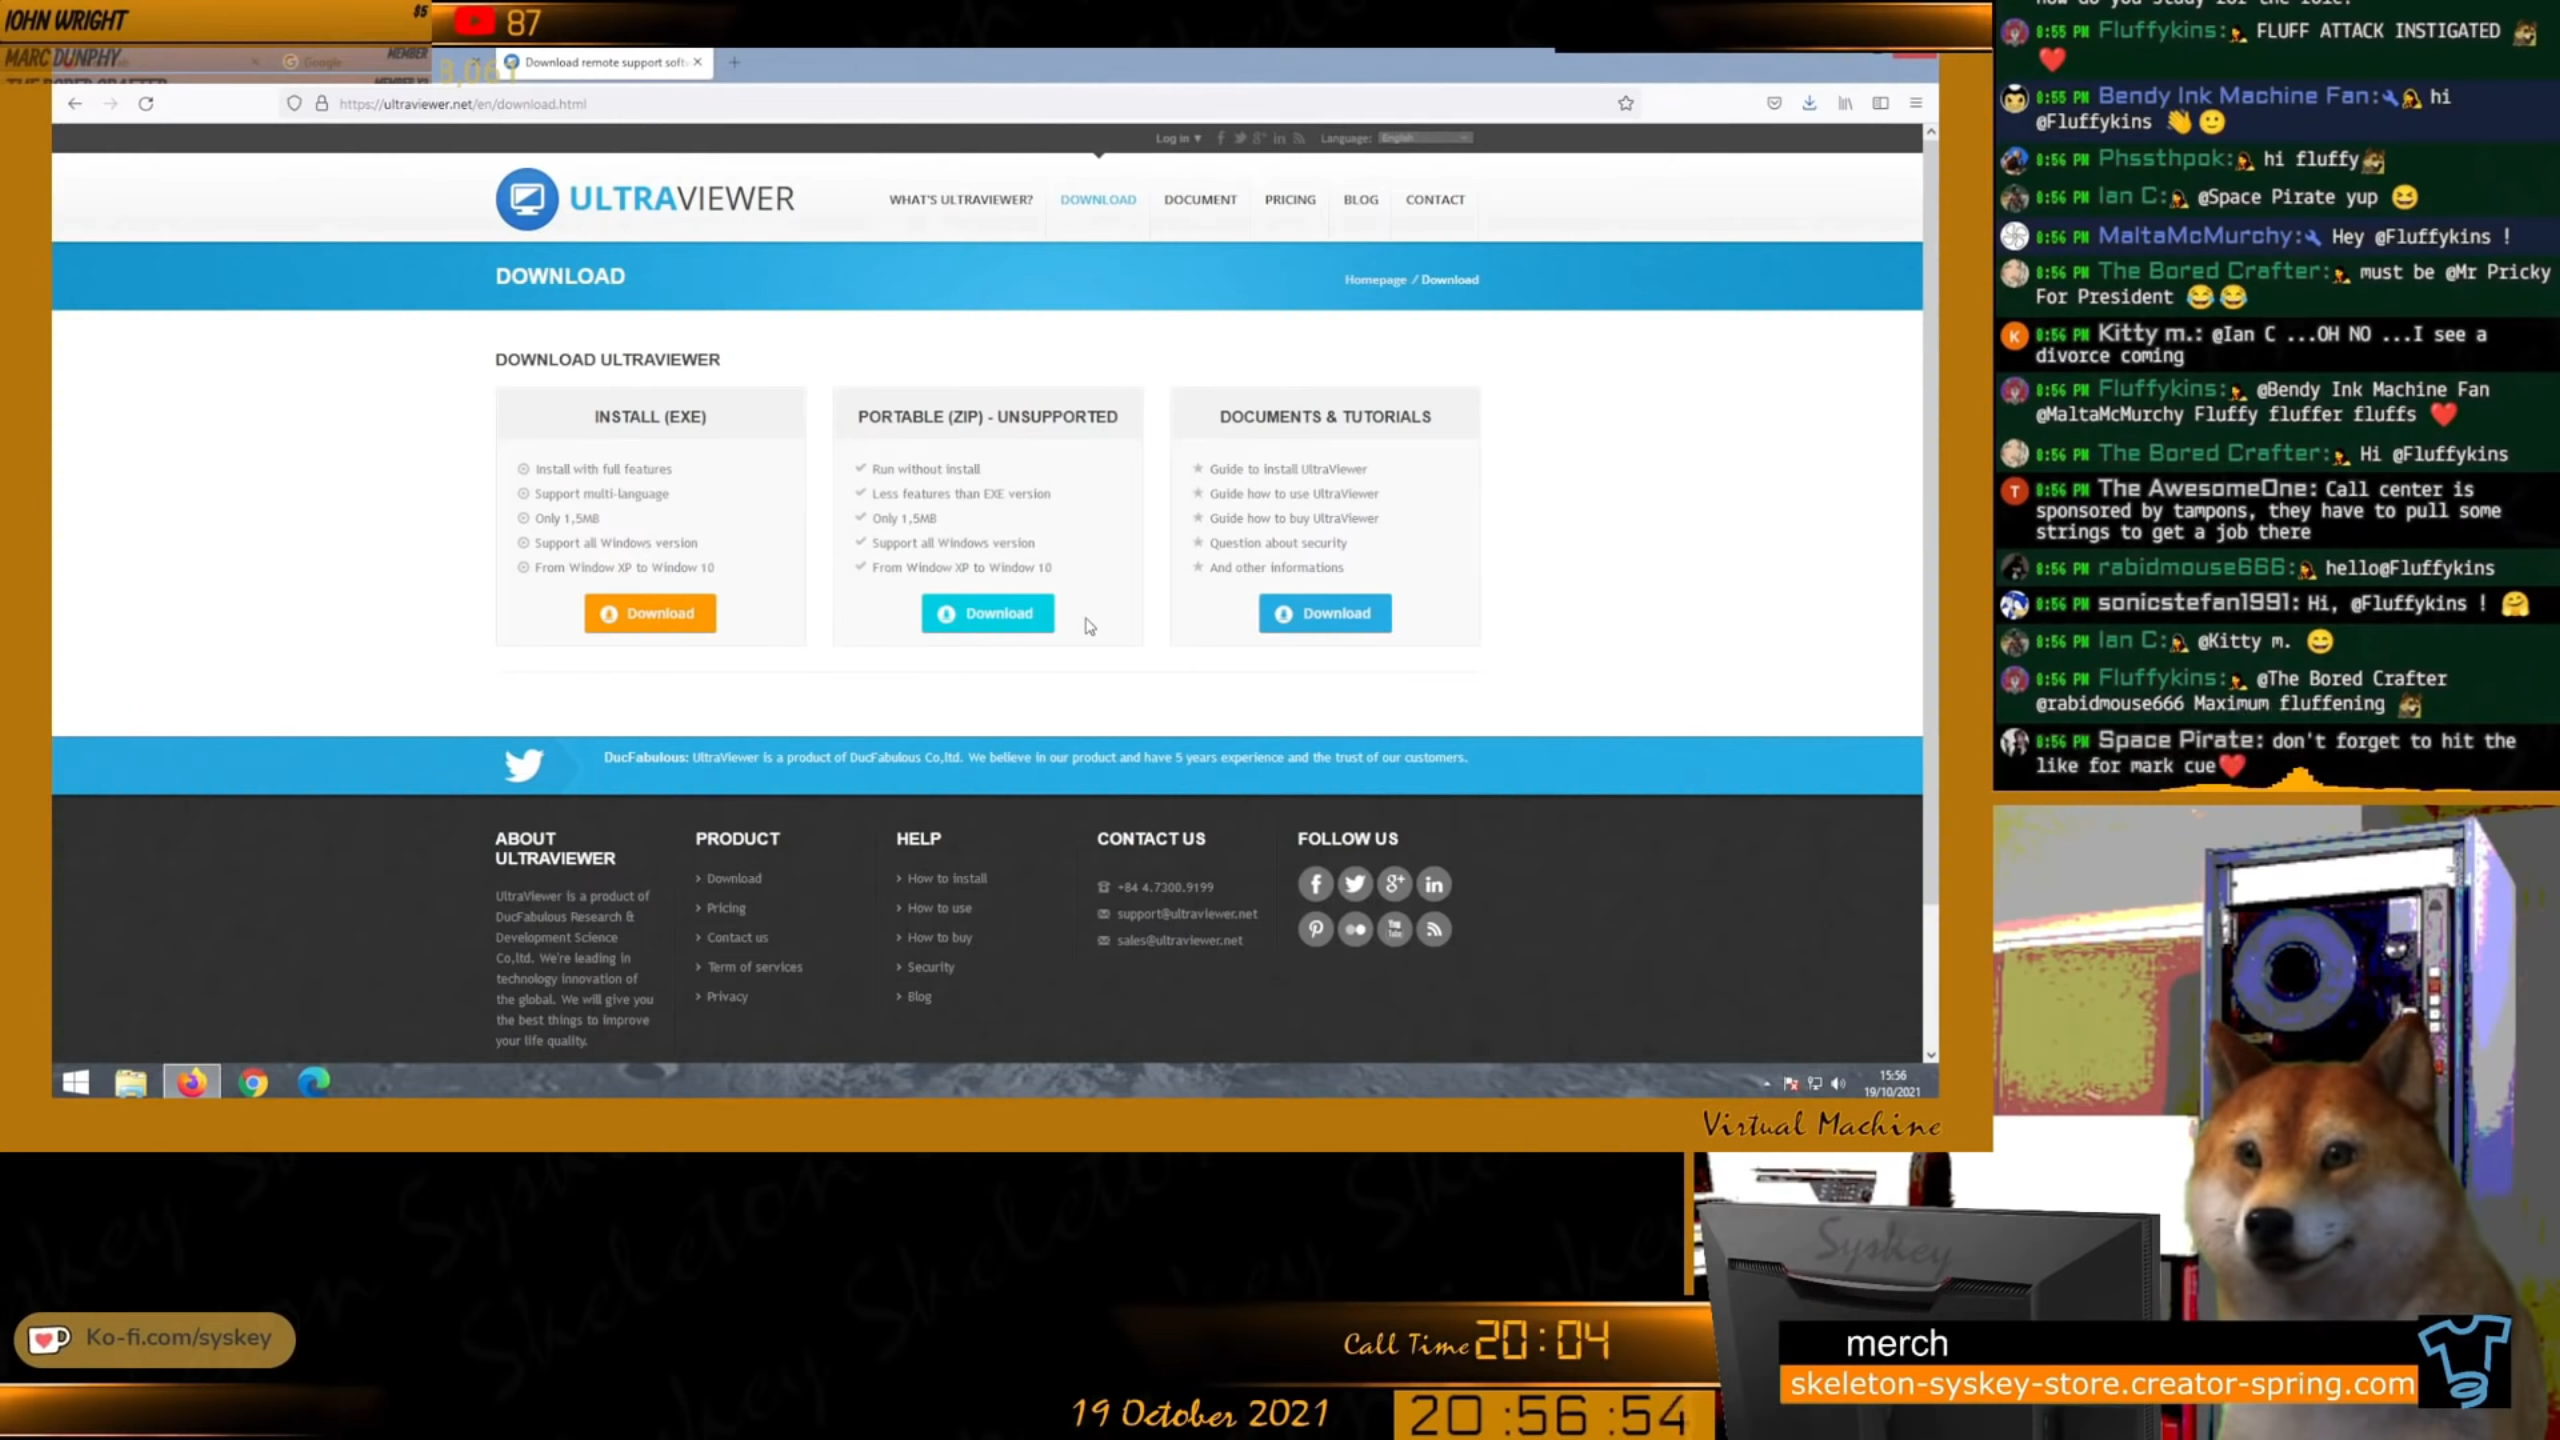 JOHN WRIGHT $5
MARC DUNPHY MEMBER
87
Google
Download remote support soft
https://ultraviewer.net/en/download.html
Log in ▾ Language: English
ULTRAVIEWER
WHAT'S ULTRAVIEWER? DOWNLOAD DOCUMENT PRICING BLOG CONTACT
DOWNLOAD
Homepage / Download
DOWNLOAD ULTRAVIEWER
INSTALL (EXE)
Install with full features
Support multi-language
Only 1,5MB
Support all Windows version
From Window XP to Window 10
Download
PORTABLE (ZIP) - UNSUPPORTED
Run without install
Less features than EXE version
Only 1,5MB
Support all Windows version
From Window XP to Window 10
Download
DOCUMENTS & TUTORIALS
Guide to install UltraViewer
Guide how to use UltraViewer
Guide how to buy UltraViewer
Question about security
And other informations
Download
DucFabulous: UltraViewer is a product of DucFabulous Co,ltd. We believe in our product and have 5 years experience and the trust of our customers.
ABOUT
ULTRAVIEWER
UltraViewer is a product of
DucFabulous Research &
Development Science
Co,ltd. We're leading in
technology innovation of
the global. We will give you
the best things to improve
your life quality.
PRODUCT
Download
Pricing
Contact us
Term of services
Privacy
HELP
How to install
How to use
How to buy
Security
Blog
CONTACT US
+84 4.7300.9199
support@ultraviewer.net
sales@ultraviewer.net
FOLLOW US
15:56
19/10/2021
Virtual Machine
8:55 PM Fluffykins: FLUFF ATTACK INSTIGATED
❤️
8:55 PM Bendy Ink Machine Fan: hi
@Fluffykins 👋🙂
8:56 PM Phssthpok: hi fluffy
8:56 PM Ian C: @Space Pirate yup 😆
8:56 PM MaltaMcMurchy: Hey @Fluffykins !
8:56 PM The Bored Crafter: must be @Mr Pricky
For President 😂😂
8:56 PM Kitty m.: @Ian C ...OH NO ...I see a
divorce coming
8:56 PM Fluffykins: @Bendy Ink Machine Fan
@MaltaMcMurchy Fluffy fluffer fluffs ❤️
8:56 PM The Bored Crafter: Hi @Fluffykins
8:56 PM The AwesomeOne: Call center is
sponsored by tampons, they have to pull some
strings to get a job there
8:56 PM rabidmouse666: hello@Fluffykins
8:56 PM sonicstefan1991: Hi, @Fluffykins ! 🤗
8:56 PM Ian C: @Kitty m. 😄
8:56 PM Fluffykins: @The Bored Crafter
@rabidmouse666 Maximum fluffening
8:56 PM Space Pirate: don't forget to hit the
like for mark cue❤️
Syskey
Ko-fi.com/syskey
Call Time 20:04
19 October 2021 20:56:54
merch
skeleton-syskey-store.creator-spring.com